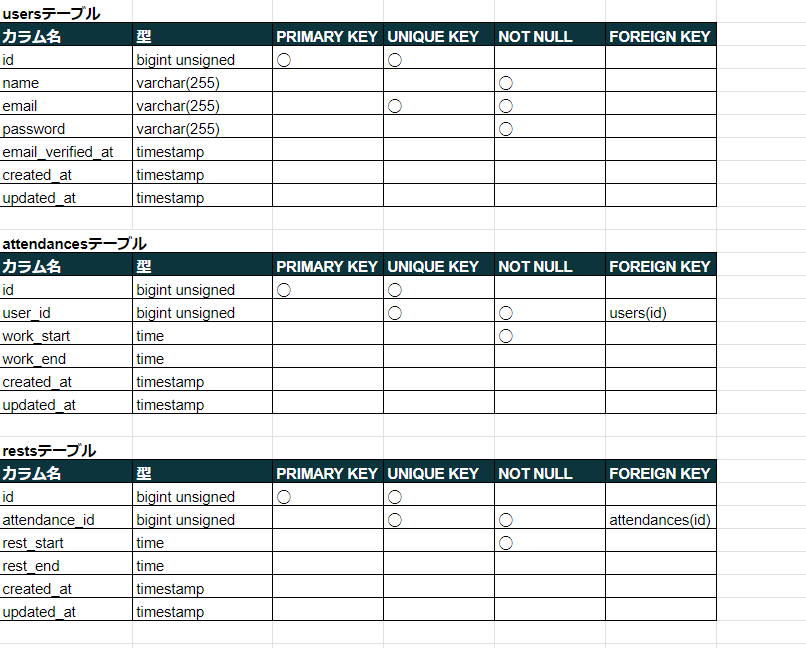 usersテーブル
カラム名 型 PRIMARY KEY UNIQUE KEY NOT NULL FOREIGN KEY
id bigint unsigned ○ ○
name varchar(255) ○
email varchar(255) ○ ○
password varchar(255) ○
email_verified_at timestamp
created_at timestamp
updated_at timestamp
attendancesテーブル
カラム名 型 PRIMARY KEY UNIQUE KEY NOT NULL FOREIGN KEY
id bigint unsigned ○ ○
user_id bigint unsigned ○ ○ users(id)
work_start time ○
work_end time
created_at timestamp
updated_at timestamp
restsテーブル
カラム名 型 PRIMARY KEY UNIQUE KEY NOT NULL FOREIGN KEY
id bigint unsigned ○ ○
attendance_id bigint unsigned ○ ○ attendances(id)
rest_start time ○
rest_end time
created_at timestamp
updated_at timestamp